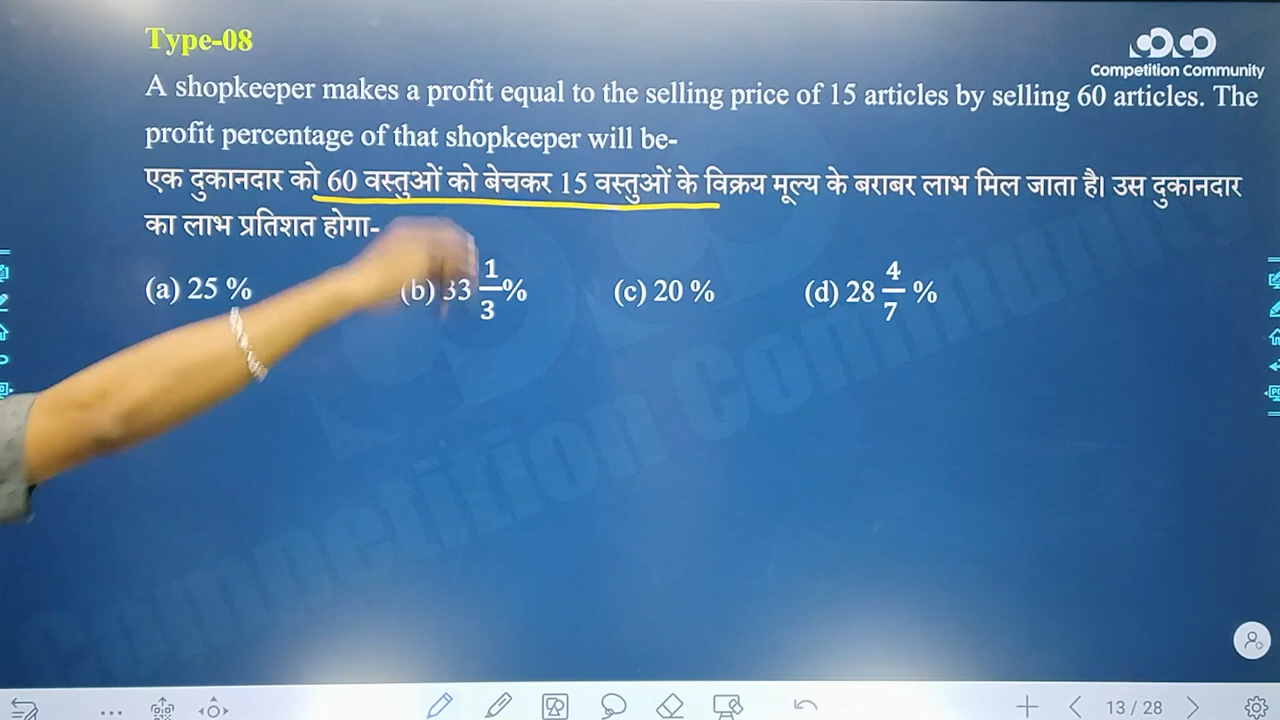 Type-08
Competition Community
A shopkeeper makes a profit equal to the selling price of 15 articles by selling 60 articles. The
profit percentage of that shopkeeper will be-
एक दुकानदार को 60 वस्तुओं को बेचकर 15 वस्तुओं के विक्रय मूल्य के बराबर लाभ मिल जाता है। उस दुकानदार
का लाभ प्रतिशत होगा-
(a) 25 % (b) 33 1/3 % (c) 20 % (d) 28 4/7 %
Competition Community
13 / 28